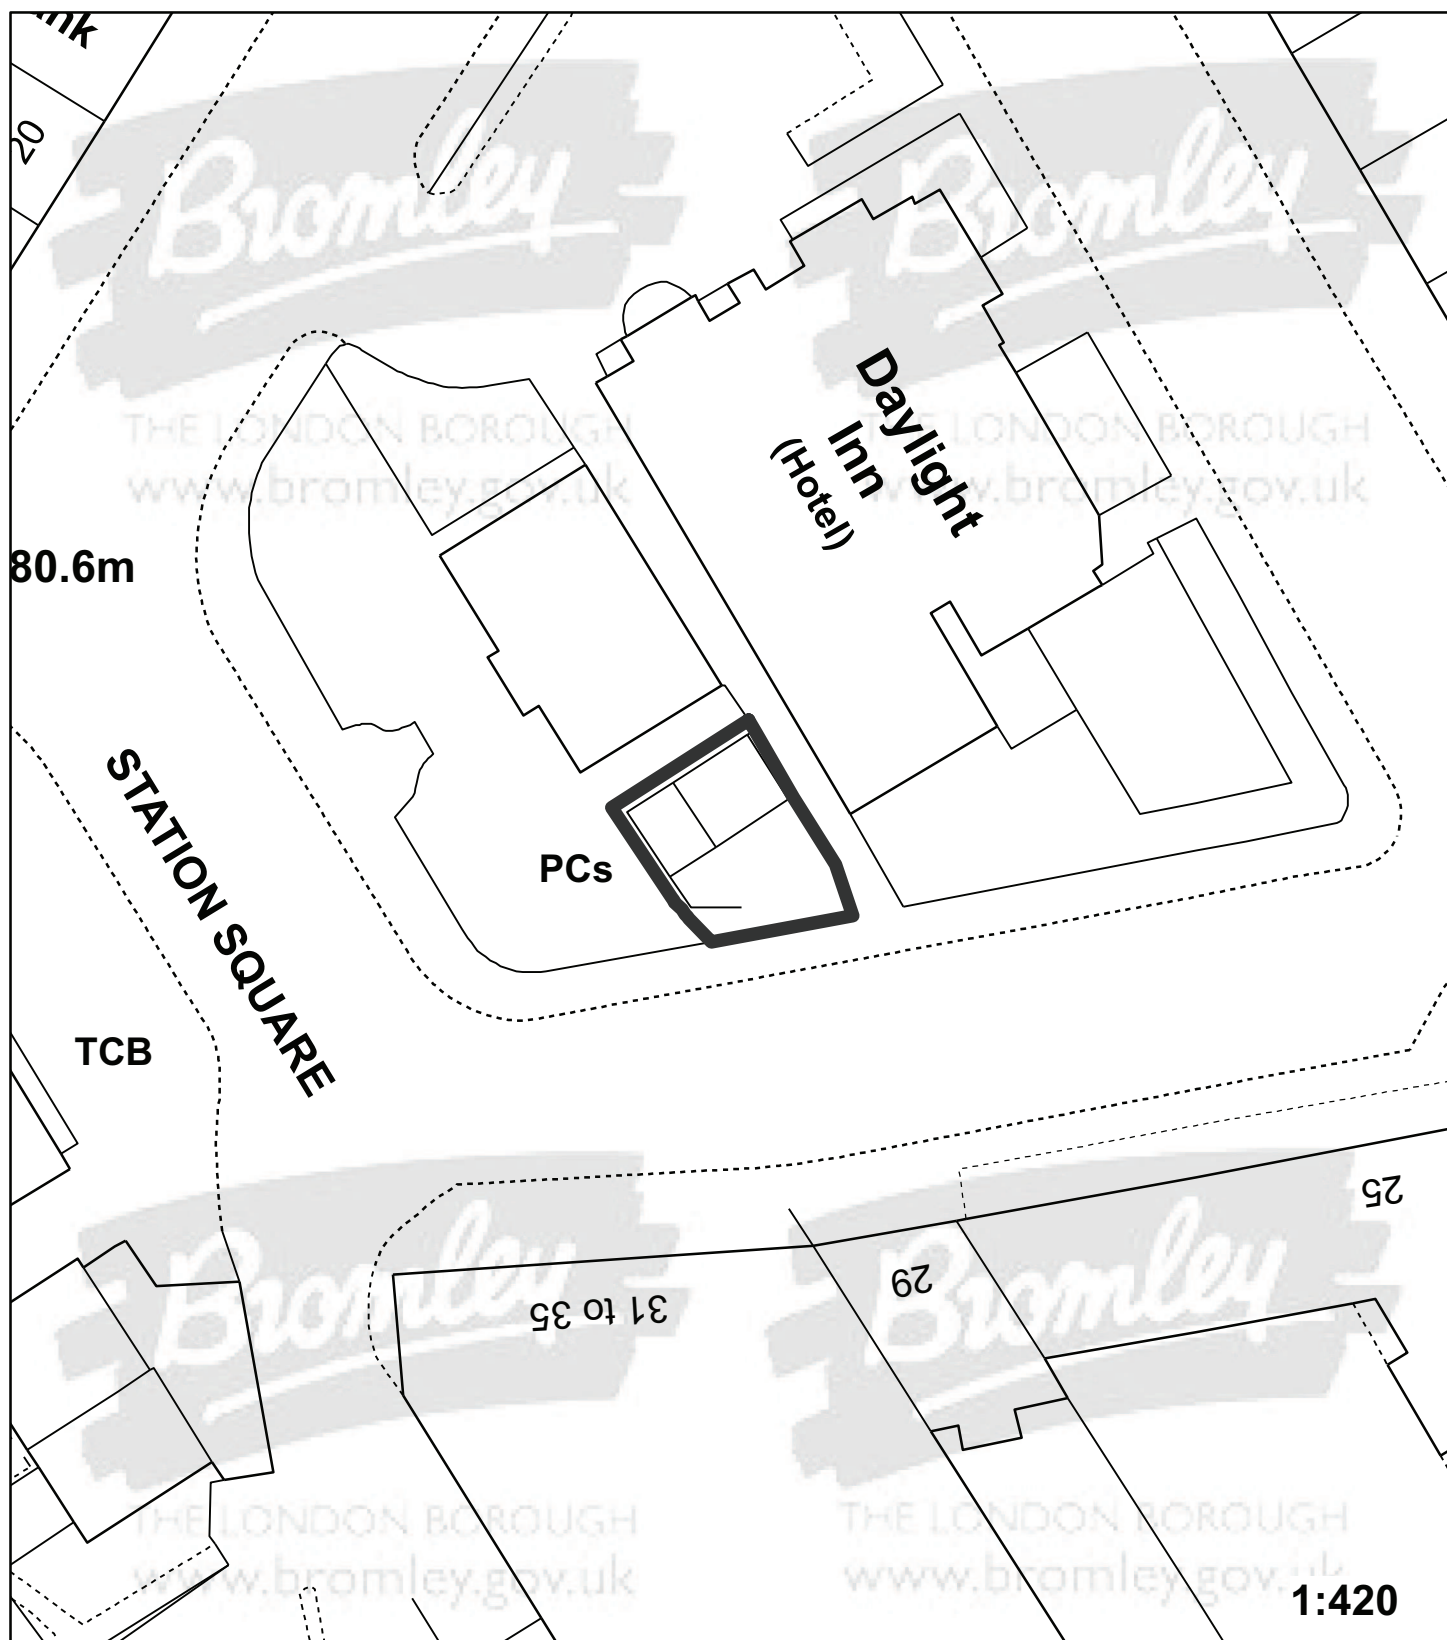 20
Bromley
THE LONDON BOROUGH
www.bromley.gov.uk
Bromley
THE LONDON BOROUGH
www.bromley.gov.uk
Daylight
Inn
(Hotel)
80.6m
STATION SQUARE
PCs
TCB
25
29
31 to 35
Bromley
THE LONDON BOROUGH
www.bromley.gov.uk
Bromley
THE LONDON BOROUGH
www.bromley.gov.uk
1:420